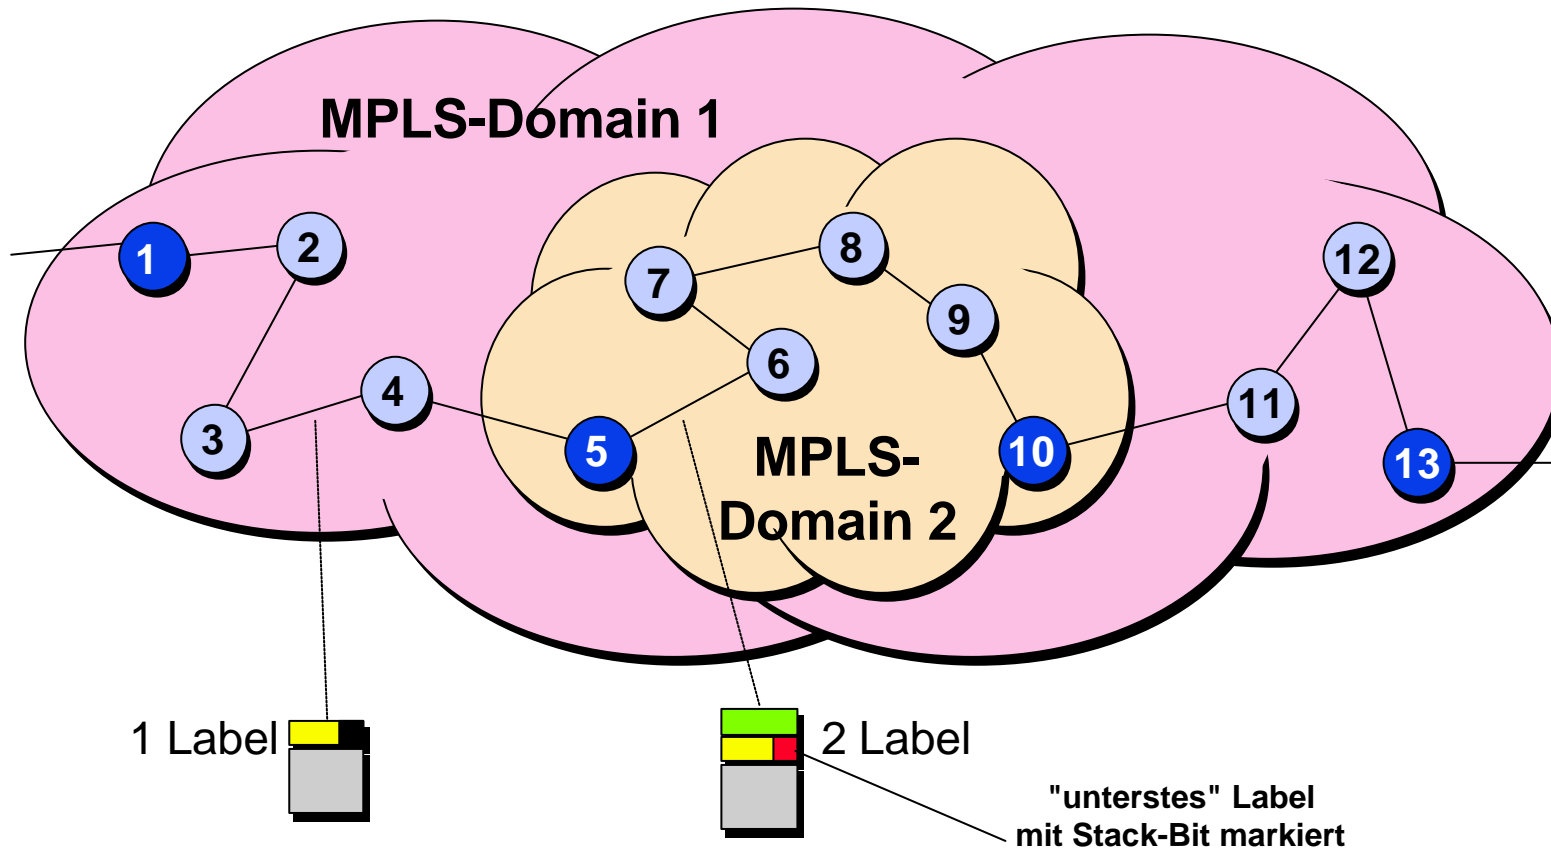 MPLS-Domain 1
1
2
3
4
5
6
7
8
9
10
11
12
13
MPLS-
Domain 2
1 Label
2 Label
"unterstes" Label
mit Stack-Bit markiert